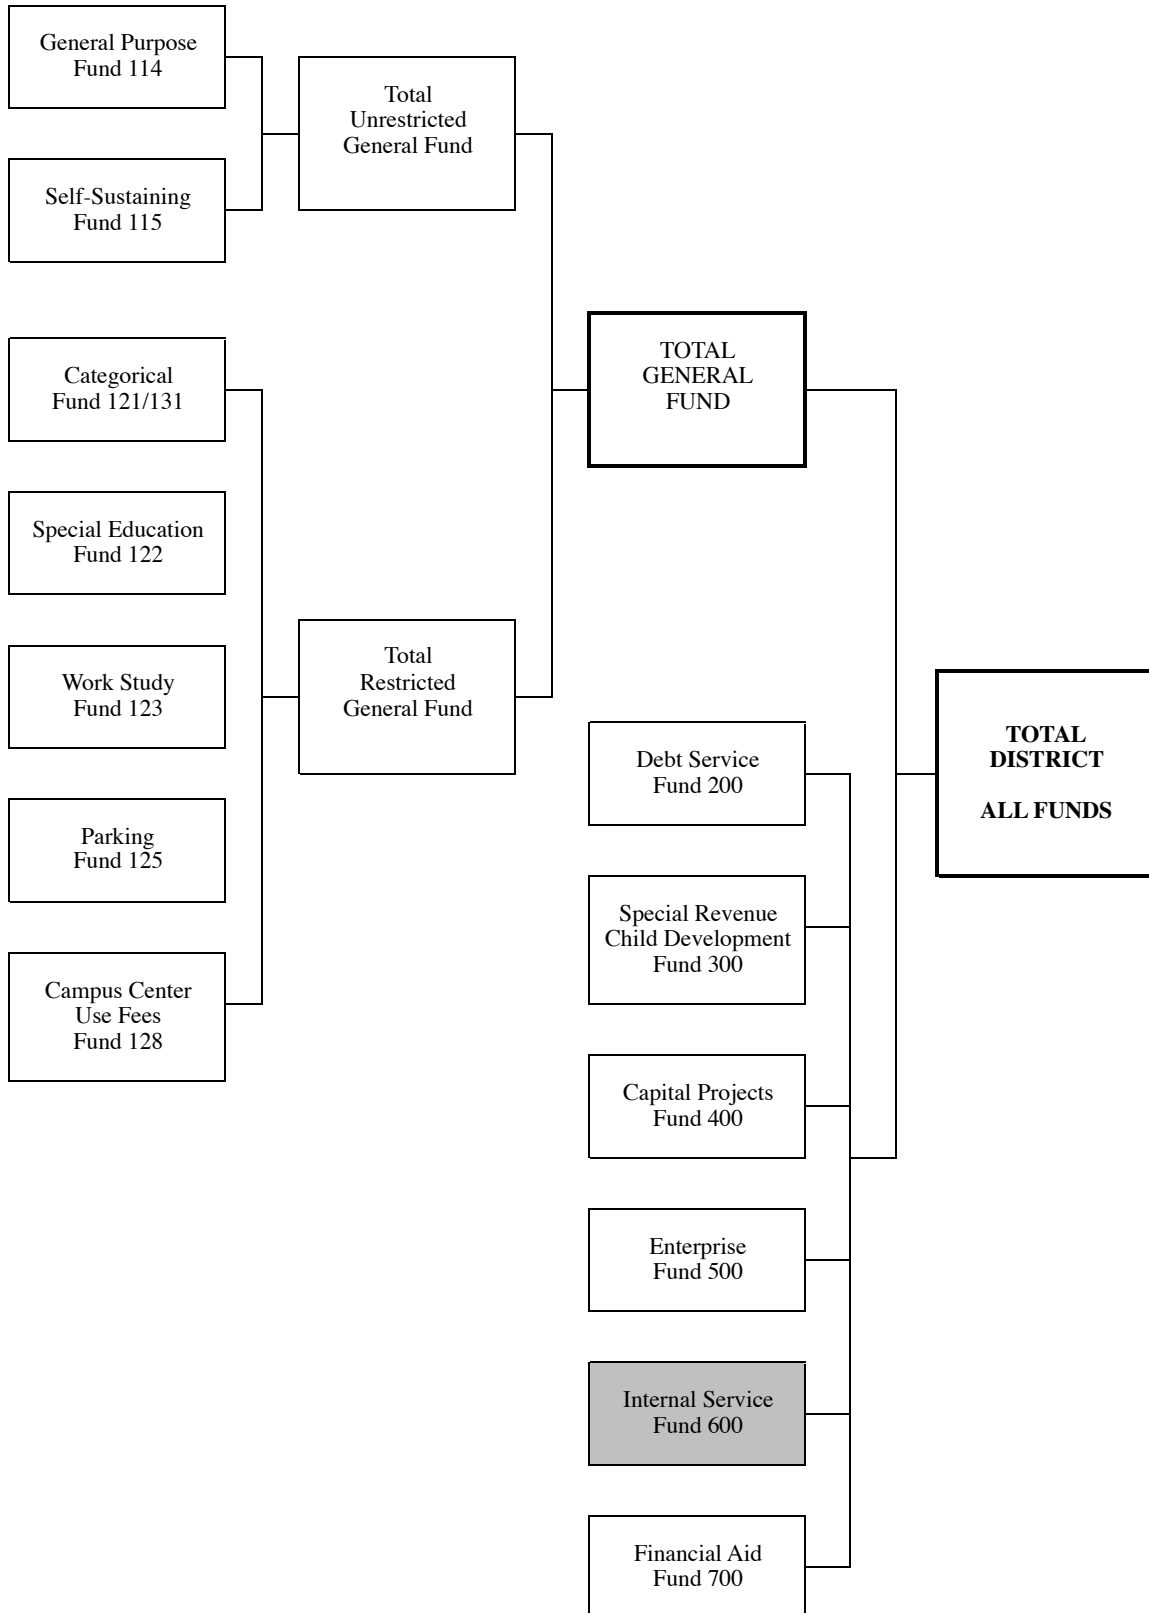 General Purpose
Fund 114
Total
Unrestricted
General Fund
Self-Sustaining
Fund 115
Categorical
Fund 121/131
TOTAL
GENERAL
FUND
Special Education
Fund 122
Work Study
Fund 123
Total
Restricted
General Fund
Parking
Fund 125
Campus Center
Use Fees
Fund 128
Debt Service
Fund 200
Special Revenue
Child Development
Fund 300
Capital Projects
Fund 400
Enterprise
Fund 500
Internal Service
Fund 600
Financial Aid
Fund 700
TOTAL
DISTRICT
ALL FUNDS